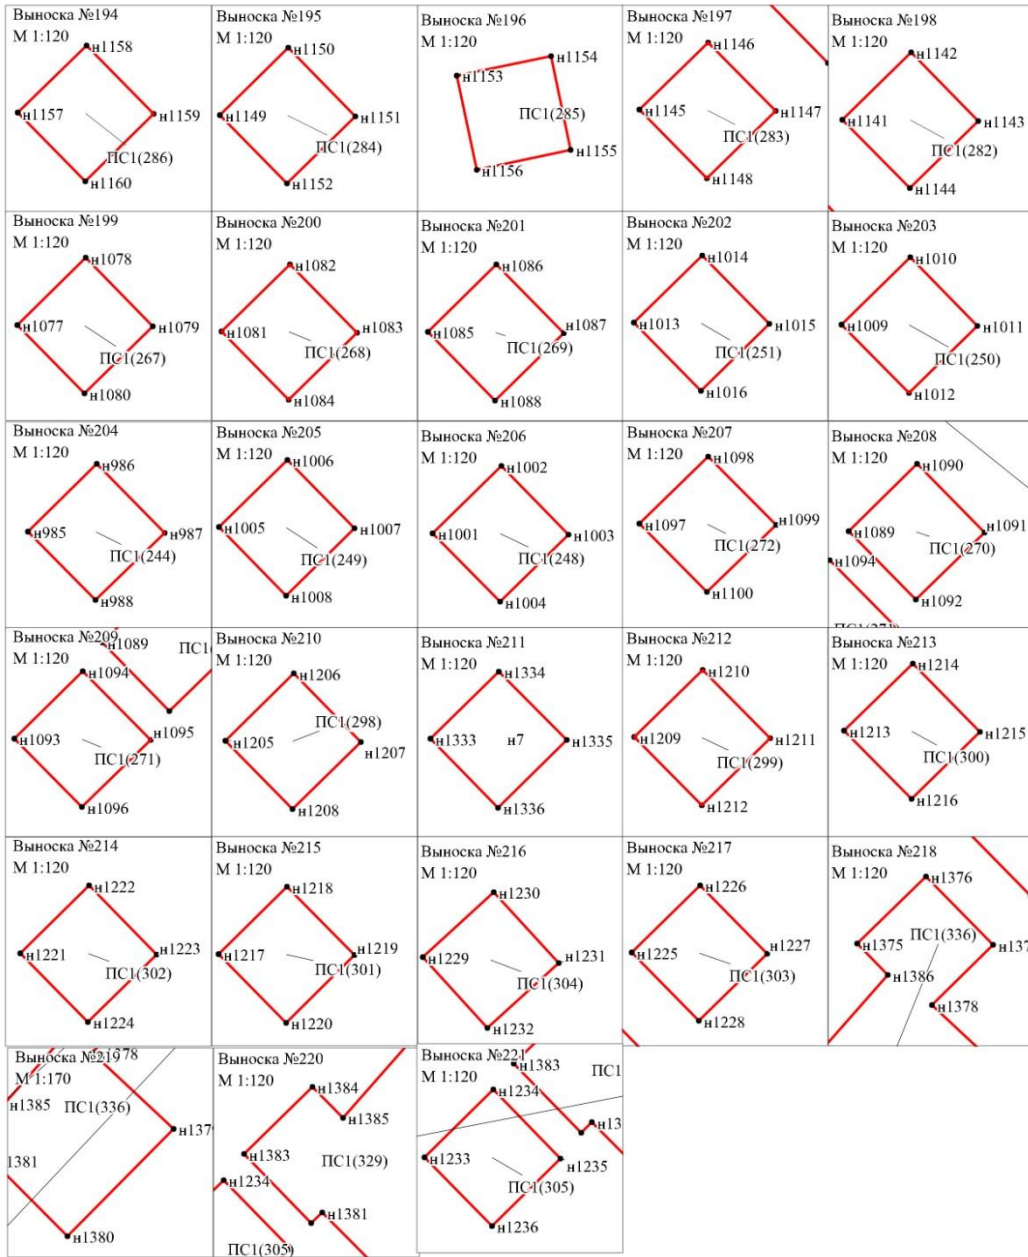 Выноска №194
М 1:120
н1158
н1157
н1159
ПС1(286)
н1160
Выноска №195
М 1:120
н1150
н1149
н1151
ПС1(284)
н1152
Выноска №196
М 1:120
н1154
н1153
ПС1(285)
н1155
н1156
Выноска №197
М 1:120
н1146
н1145
н1147
ПС1(283)
н1148
Выноска №198
М 1:120
н1142
н1141
н1143
ПС1(282)
н1144
Выноска №199
М 1:120
н1078
н1077
н1079
ПС1(267)
н1080
Выноска №200
М 1:120
н1082
н1081
н1083
ПС1(268)
н1084
Выноска №201
М 1:120
н1086
н1085
н1087
ПС1(269)
н1088
Выноска №202
М 1:120
н1014
н1013
н1015
ПС1(251)
н1016
Выноска №203
М 1:120
н1010
н1009
н1011
ПС1(250)
н1012
Выноска №204
М 1:120
н986
н985
н987
ПС1(244)
н988
Выноска №205
М 1:120
н1006
н1005
н1007
ПС1(249)
н1008
Выноска №206
М 1:120
н1002
н1001
н1003
ПС1(248)
н1004
Выноска №207
М 1:120
н1098
н1097
н1099
ПС1(272)
н1100
Выноска №208
М 1:120
н1090
н1089
н1091
ПС1(270)
н1094
н1092
Выноска №209
н1089
ПС1(
М 1:120
н1094
н1093
н1095
ПС1(271)
н1096
Выноска №210
М 1:120
н1206
ПС1(298)
н1205
н1207
н1208
Выноска №211
М 1:120
н1334
н1333
н7
н1335
н1336
Выноска №212
М 1:120
н1210
н1209
н1211
ПС1(299)
н1212
Выноска №213
М 1:120
н1214
н1213
н1215
ПС1(300)
н1216
Выноска №214
М 1:120
н1222
н1221
н1223
ПС1(302)
н1224
Выноска №215
М 1:120
н1218
н1217
н1219
ПС1(301)
н1220
Выноска №216
М 1:120
н1230
н1229
н1231
ПС1(304)
н1232
Выноска №217
М 1:120
н1226
н1225
н1227
ПС1(303)
н1228
Выноска №218
М 1:120
н1376
ПС1(336)
н1375
н137
н1386
н1378
Выноска №219
М 1:170
н1385
ПС1(336)
н1379
1381
н1380
Выноска №220
М 1:120
н1384
н1385
н1383
ПС1(329)
н1234
н1381
ПС1(305)
Выноска №221
н1383
ПС1
М 1:120
н1234
н13
н1233
н1235
ПС1(305)
н1236